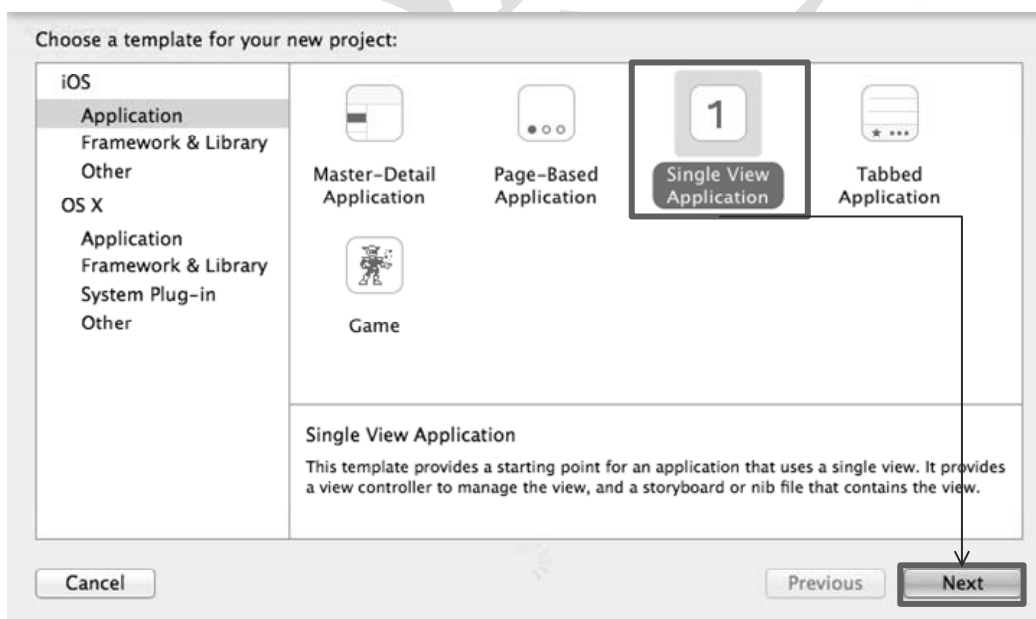 Choose a template for your new project:
iOS
Application
Framework & Library
Other
OS X
Application
Framework & Library
System Plug-in
Other
Master-Detail
Application
Page-Based
Application
1
Single View
Application
Tabbed
Application
Game
Single View Application
This template provides a starting point for an application that uses a single view. It provides
a view controller to manage the view, and a storyboard or nib file that contains the view.
Cancel
Previous
Next